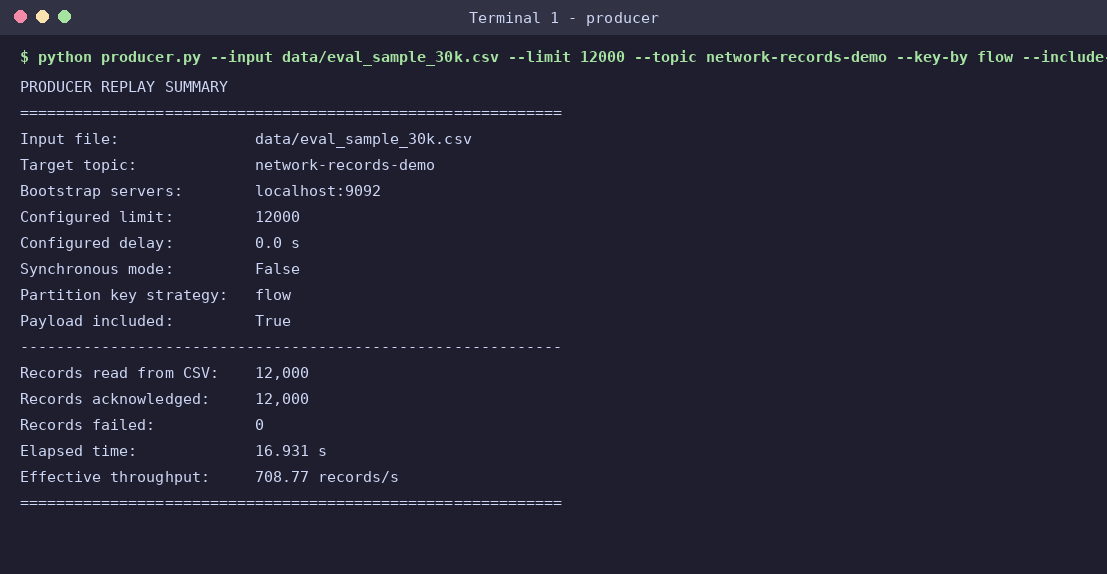 Terminal 1 - producer
$ python producer.py --input data/eval_sample_30k.csv --limit 12000 --topic network-records-demo --key-by flow --include-
PRODUCER REPLAY SUMMARY
============================================================
Input file: data/eval_sample_30k.csv
Target topic: network-records-demo
Bootstrap servers: localhost:9092
Configured limit: 12000
Configured delay: 0.0 s
Synchronous mode: False
Partition key strategy: flow
Payload included: True
------------------------------------------------------------
Records read from CSV: 12,000
Records acknowledged: 12,000
Records failed: 0
Elapsed time: 16.931 s
Effective throughput: 708.77 records/s
============================================================